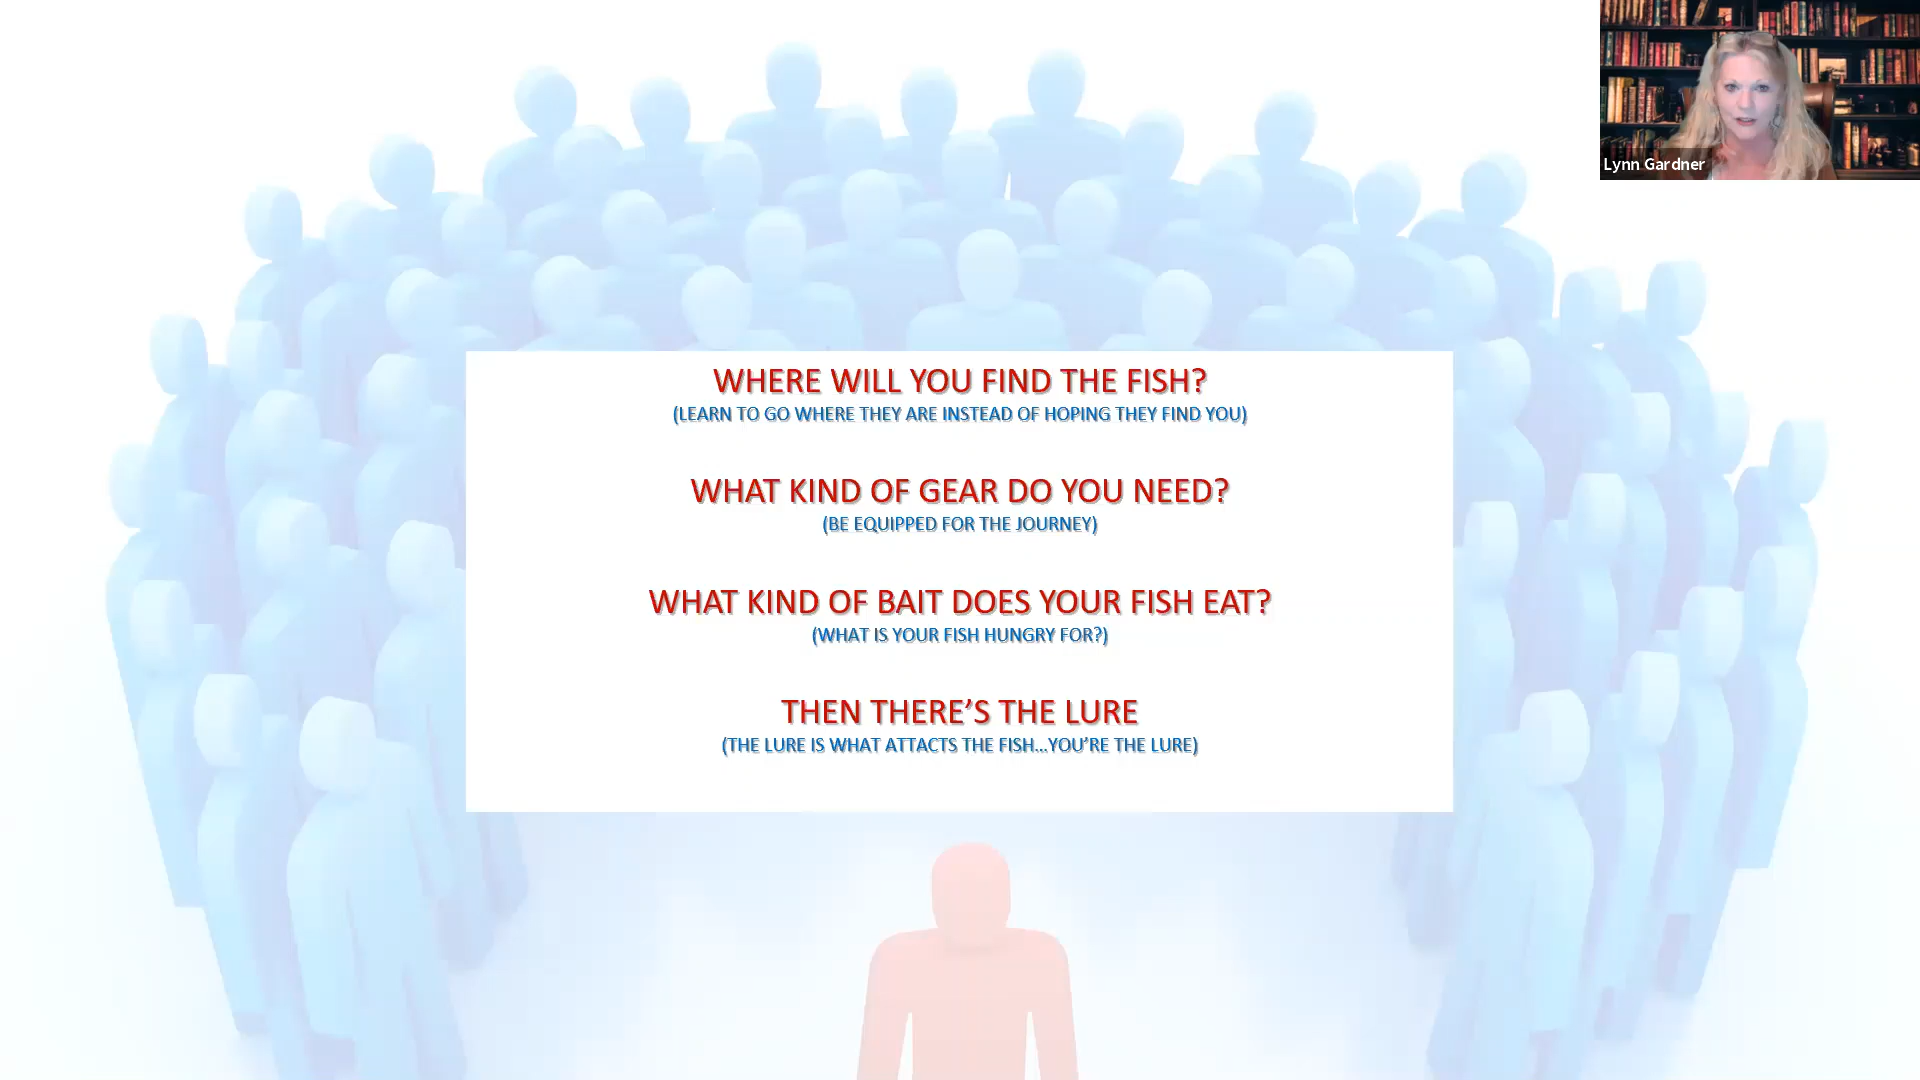 Lynn Gardner
WHERE WILL YOU FIND THE FISH?
(LEARN TO GO WHERE THEY ARE INSTEAD OF HOPING THEY FIND YOU)
WHAT KIND OF GEAR DO YOU NEED?
(BE EQUIPPED FOR THE JOURNEY)
WHAT KIND OF BAIT DOES YOUR FISH EAT?
(WHAT IS YOUR FISH HUNGRY FOR?)
THEN THERE’S THE LURE
(THE LURE IS WHAT ATTACTS THE FISH...YOU’RE THE LURE)